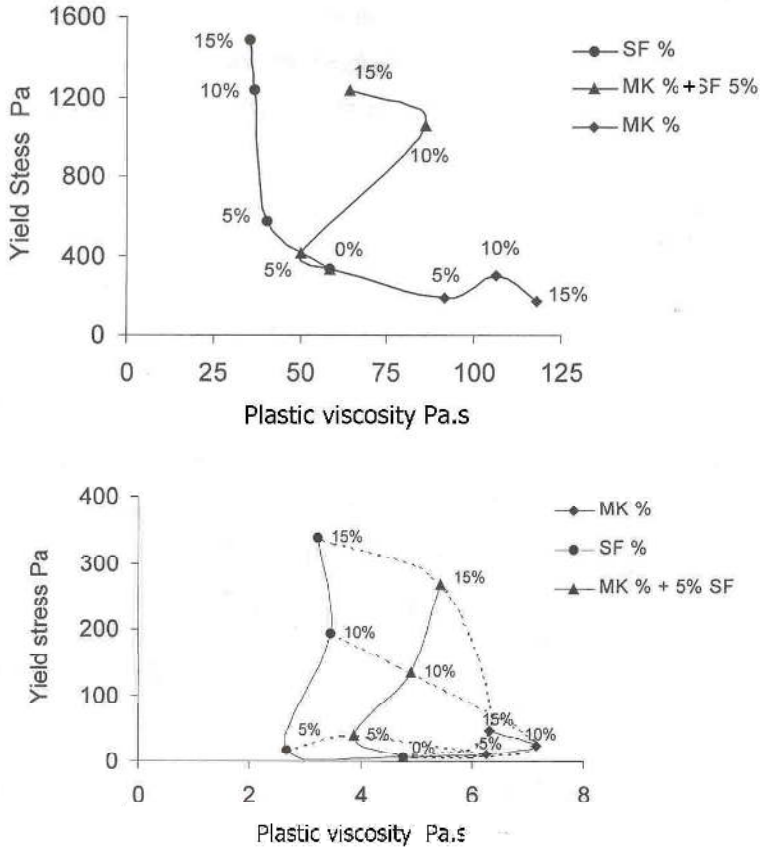 1600
15%
SF %
15%
1200
10%
MK % +SF 5%
MK %
10%
800
Yield Stess Pa
5%
0%
10%
400
5%
5%
15%
0
0 25 50 75 100 125
Plastic viscosity Pa.s
400
MK %
15%
SF %
300
15%
MK % + 5% SF
200
10%
Yield stress Pa
10%
100
15%
10%
5%
5%
0%
5%
0
0 2 4 6 8
Plastic viscosity Pa.s